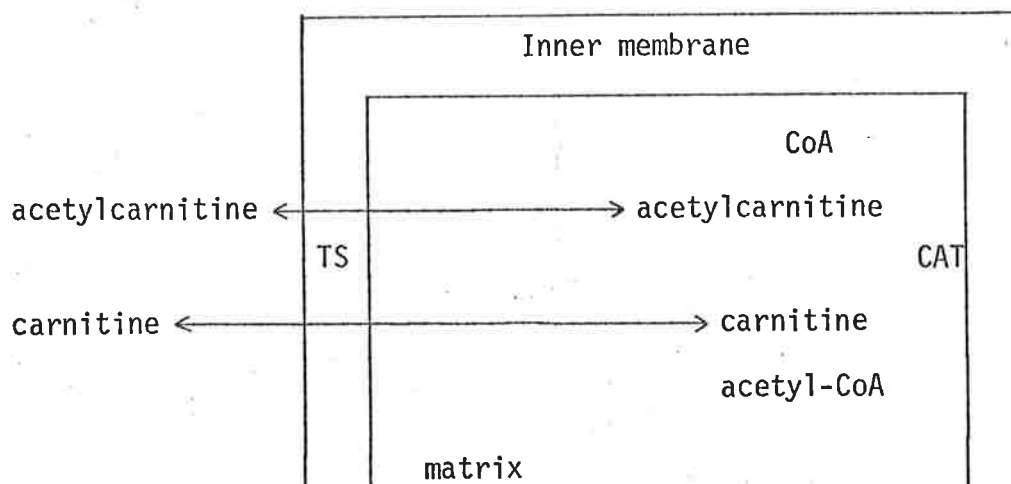 Inner membrane
CoA
acetylcarnitine acetylcarnitine
TS CAT
carnitine carnitine
acetyl-CoA
matrix